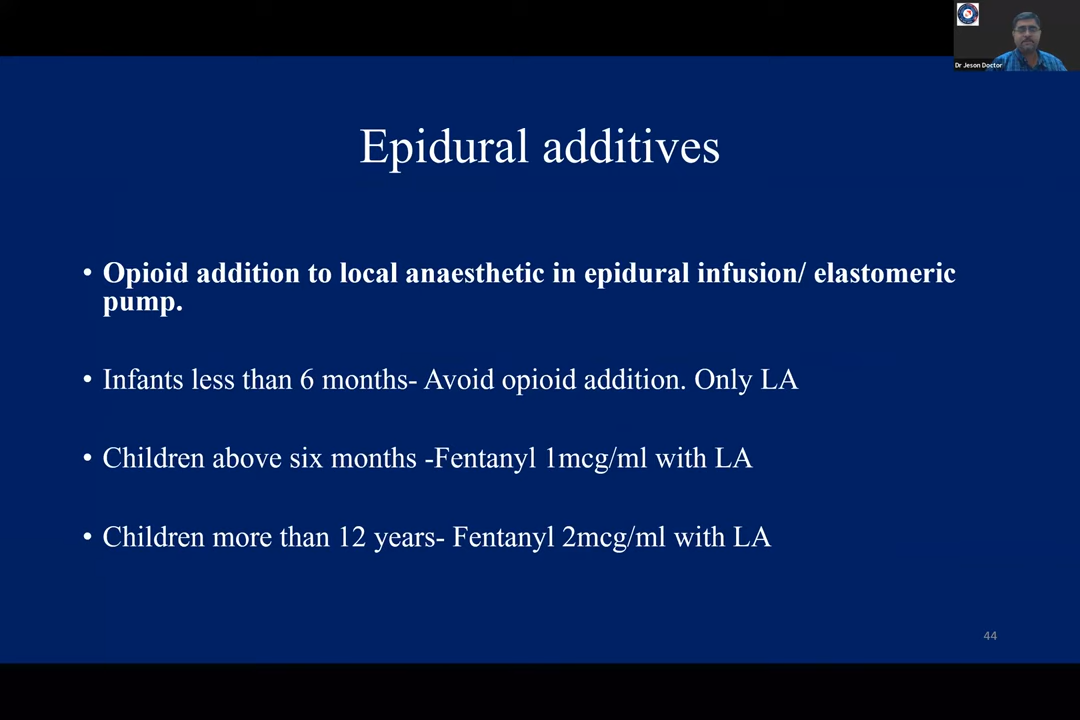 Dr Jeson Doctor
Epidural additives
• Opioid addition to local anaesthetic in epidural infusion/ elastomeric
pump.
• Infants less than 6 months- Avoid opioid addition. Only LA
• Children above six months -Fentanyl 1mcg/ml with LA
• Children more than 12 years- Fentanyl 2mcg/ml with LA
44